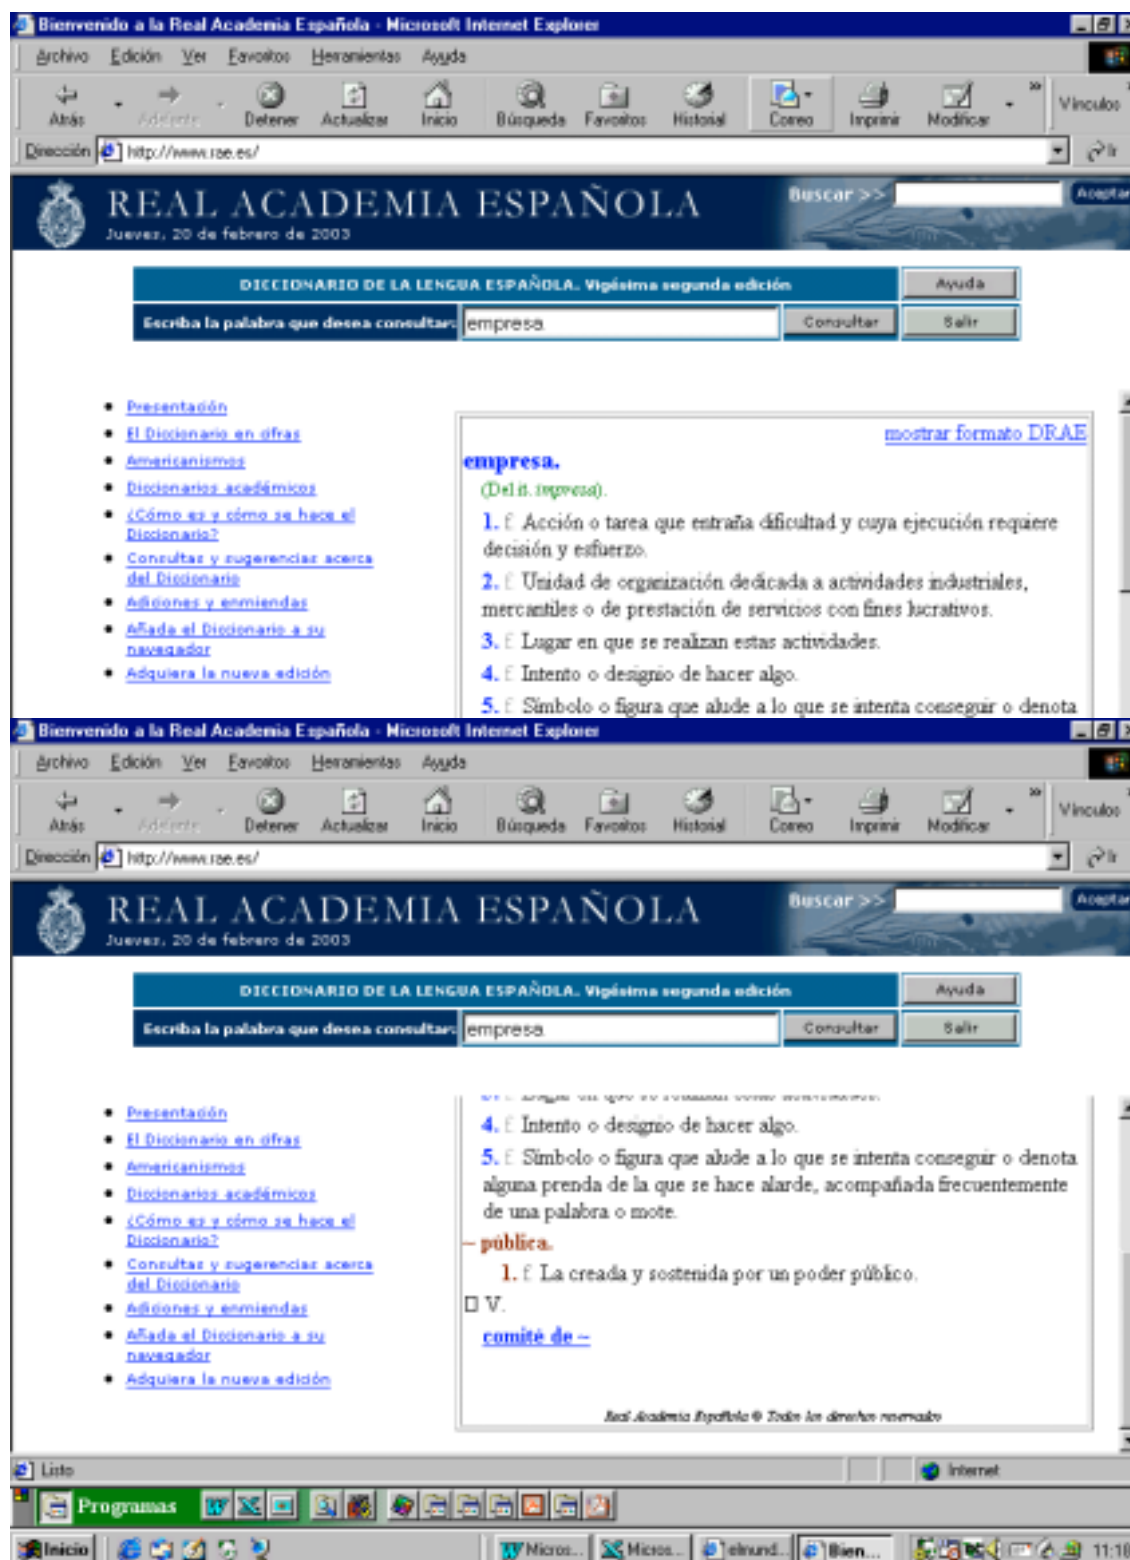 Bienvenido a la Real Academia Española - Microsoft Internet Explorer
Archivo Edición Ver Favoritos Herramientas Ayuda
Atrás Adelante Detener Actualizar Inicio Búsqueda Favoritos Historial Correo Imprimir Modificar » Vínculos
Dirección http://www.rae.es/ Ir
REAL ACADEMIA ESPAÑOLA Buscar >> Aceptar
Jueves, 20 de febrero de 2003
DICCIONARIO DE LA LENGUA ESPAÑOLA. Vigésima segunda edición Ayuda
Escriba la palabra que desea consultar: empresa Consultar Salir
• Presentación
• El Diccionario en cifras
• Americanismos
• Diccionarios académicos
• ¿Cómo es y cómo se hace el
Diccionario?
• Consultas y sugerencias acerca
del Diccionario
• Adiciones y enmiendas
• Añada el Diccionario a su
navegador
• Adquiera la nueva edición
mostrar formato DRAE
empresa.
(Del it. impresa).
1. f. Acción o tarea que entraña dificultad y cuya ejecución requiere
decisión y esfuerzo.
2. f. Unidad de organización dedicada a actividades industriales,
mercantiles o de prestación de servicios con fines lucrativos.
3. f. Lugar en que se realizan estas actividades.
4. f. Intento o designio de hacer algo.
5. f. Símbolo o figura que alude a lo que se intenta conseguir o denota
Bienvenido a la Real Academia Española - Microsoft Internet Explorer
Archivo Edición Ver Favoritos Herramientas Ayuda
Atrás Adelante Detener Actualizar Inicio Búsqueda Favoritos Historial Correo Imprimir Modificar » Vínculos
Dirección http://www.rae.es/ Ir
REAL ACADEMIA ESPAÑOLA Buscar >> Aceptar
Jueves, 20 de febrero de 2003
DICCIONARIO DE LA LENGUA ESPAÑOLA. Vigésima segunda edición Ayuda
Escriba la palabra que desea consultar: empresa Consultar Salir
• Presentación
• El Diccionario en cifras
• Americanismos
• Diccionarios académicos
• ¿Cómo es y cómo se hace el
Diccionario?
• Consultas y sugerencias acerca
del Diccionario
• Adiciones y enmiendas
• Añada el Diccionario a su
navegador
• Adquiera la nueva edición
3. f. Lugar en que se realizan estas actividades.
4. f. Intento o designio de hacer algo.
5. f. Símbolo o figura que alude a lo que se intenta conseguir o denota
alguna prenda de la que se hace alarde, acompañada frecuentemente
de una palabra o mote.
~ pública.
1. f. La creada y sostenida por un poder público.
□ V.
comité de ~
Real Academia Española © Todos los derechos reservados
Listo Internet
Programas
Inicio Micros... Micros... elmund... Bien... 11:10